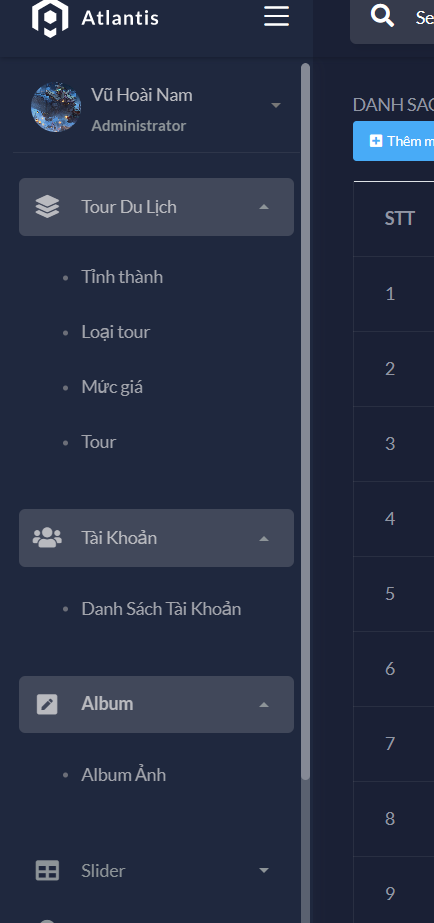 Atlantis
Se
Vũ Hoài Nam
Administrator
DANH SÁC
Thêm m
Tour Du Lịch
Tỉnh thành
Loại tour
Mức giá
Tour
Tài Khoản
Danh Sách Tài Khoản
Album
Album Ảnh
Slider
STT
1
2
3
4
5
6
7
8
9